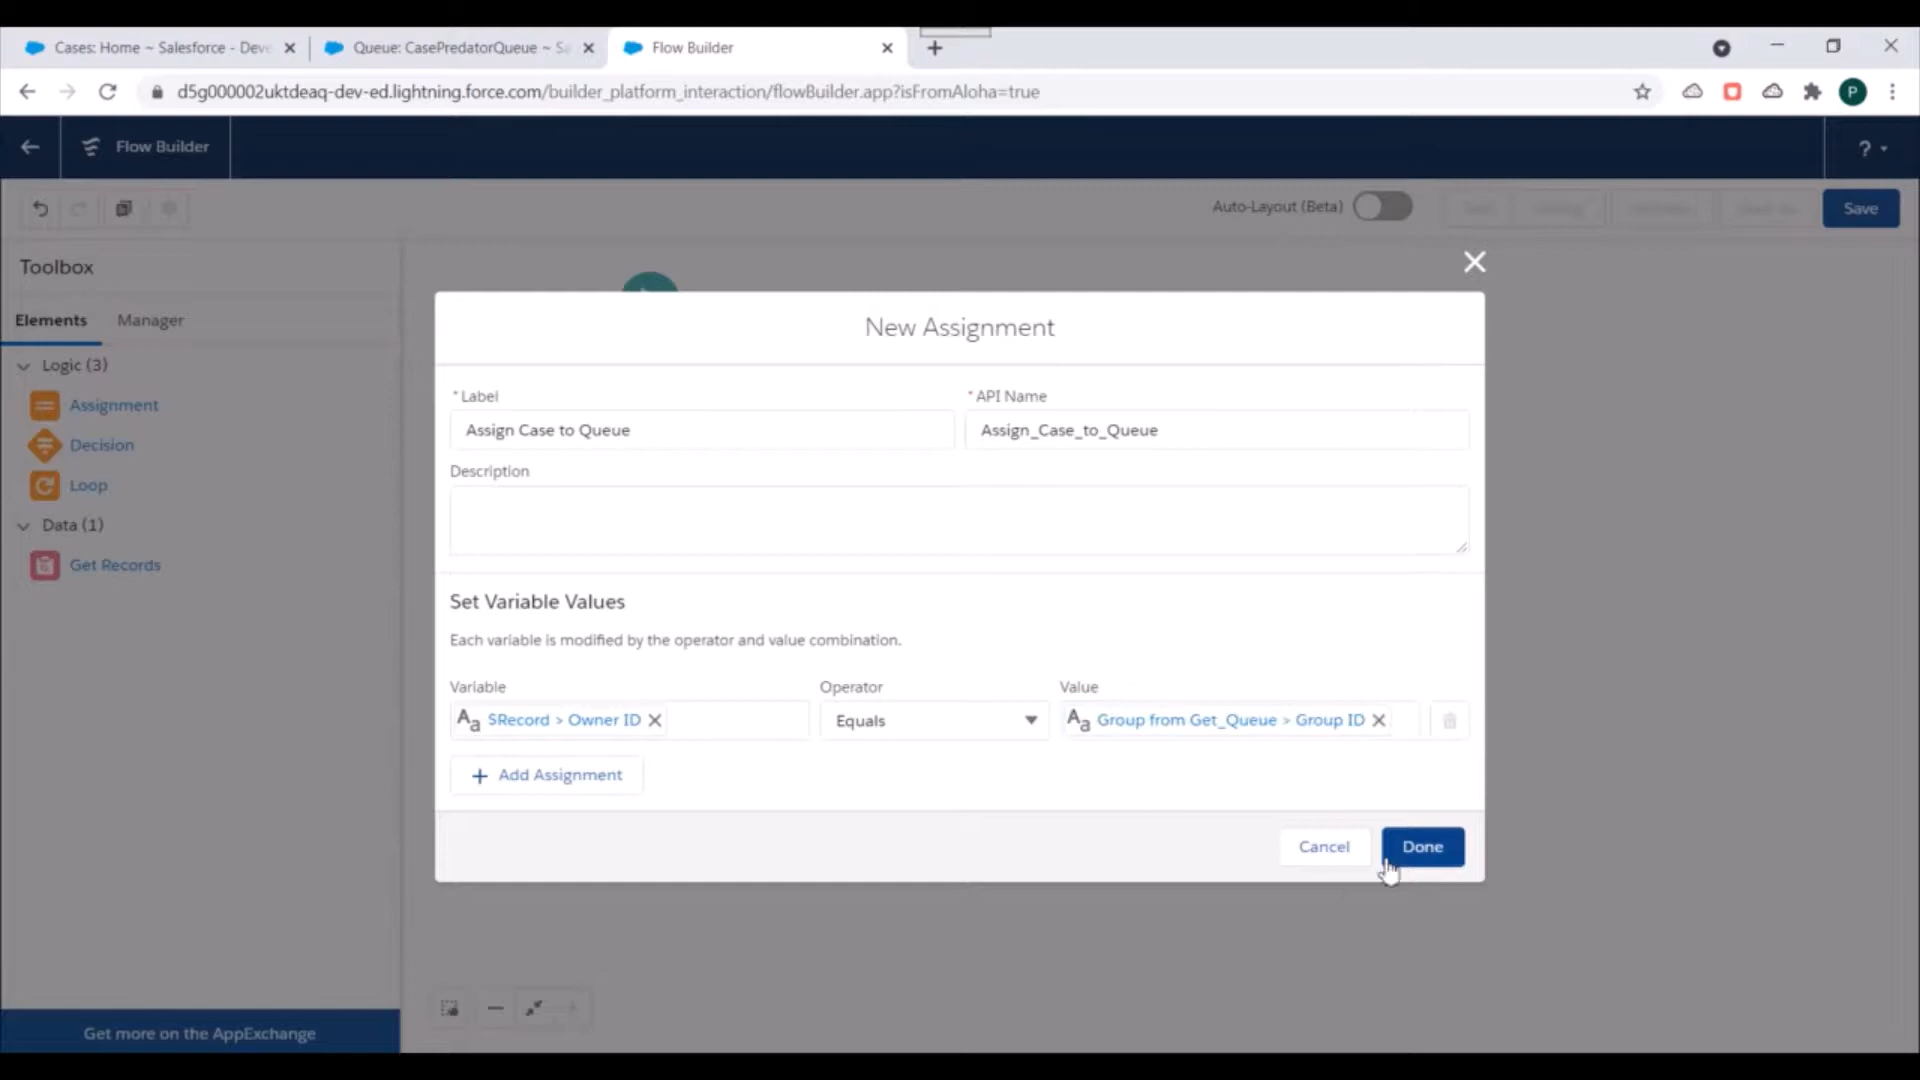 Cases: Home ~ Salesforce - Deve
Queue: CasePredatorQueue ~ Sa
Flow Builder
d5g000002uktdeaq-dev-ed.lightning.force.com/builder_platform_interaction/flowBuilder.app?isFromAloha=true
P
Flow Builder
?
Auto-Layout (Beta)
Save
Toolbox
Elements
Manager
Logic (3)
Assignment
Decision
Loop
Data (1)
Get Records
Get more on the AppExchange
New Assignment
* Label
* API Name
Assign Case to Queue
Assign_Case_to_Queue
Description
Set Variable Values
Each variable is modified by the operator and value combination.
Variable
Operator
Value
Aa $Record > Owner ID
Equals
Aa Group from Get_Queue > Group ID
+ Add Assignment
Cancel
Done